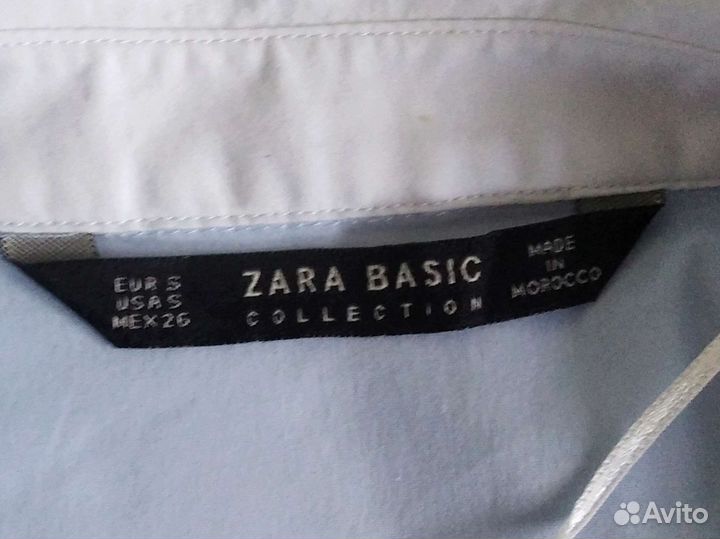 EUR S
USA S
MEX 26
ZARA BASIC
COLLECTION
MADE
IN
MOROCCO
Avito